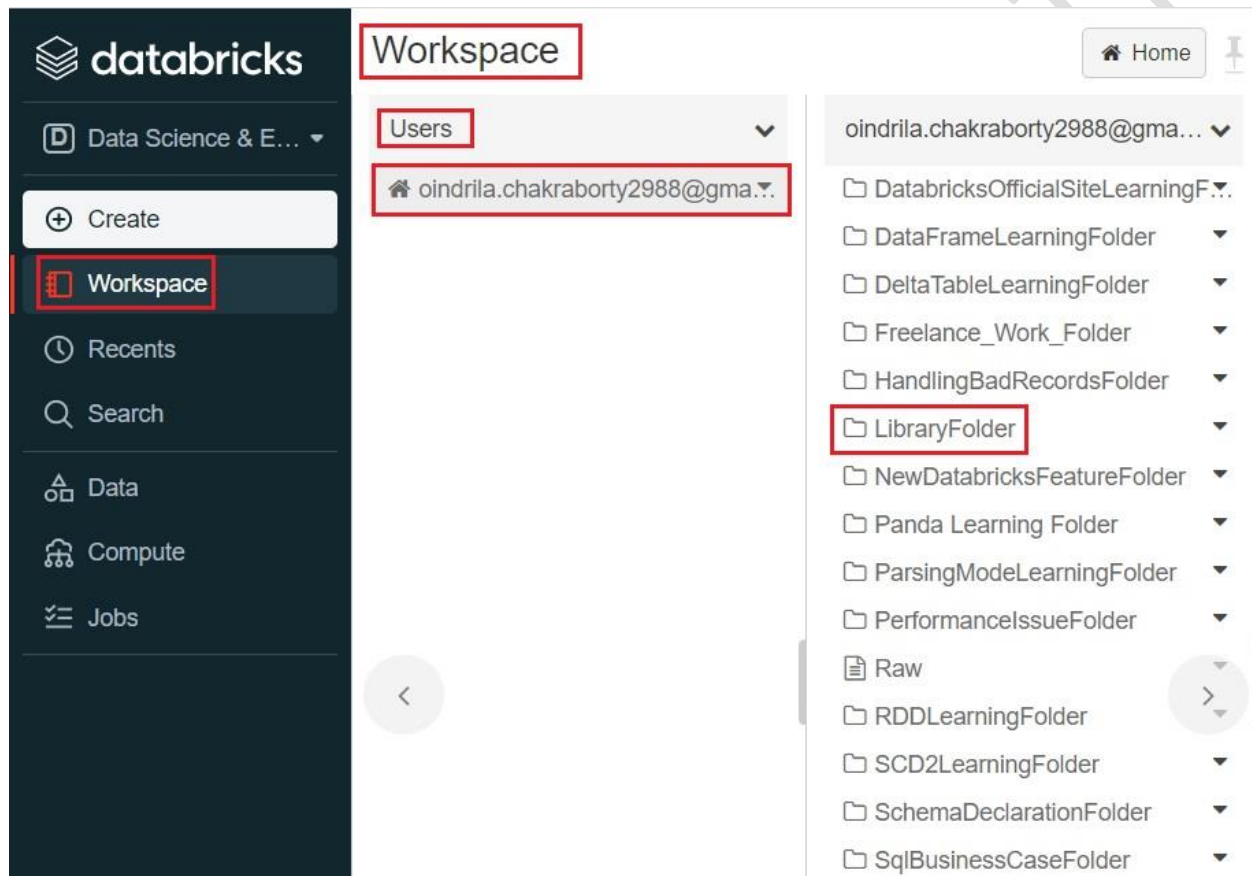 databricks
Data Science & E...
Create
Workspace
Recents
Search
Data
Compute
Jobs
Workspace
Home
Users
oindrila.chakraborty2988@gma...
oindrila.chakraborty2988@gma...
DatabricksOfficialSiteLearningF...
DataFrameLearningFolder
DeltaTableLearningFolder
Freelance_Work_Folder
HandlingBadRecordsFolder
LibraryFolder
NewDatabricksFeatureFolder
Panda Learning Folder
ParsingModeLearningFolder
PerformanceIssueFolder
Raw
RDDLearningFolder
SCD2LearningFolder
SchemaDeclarationFolder
SqlBusinessCaseFolder